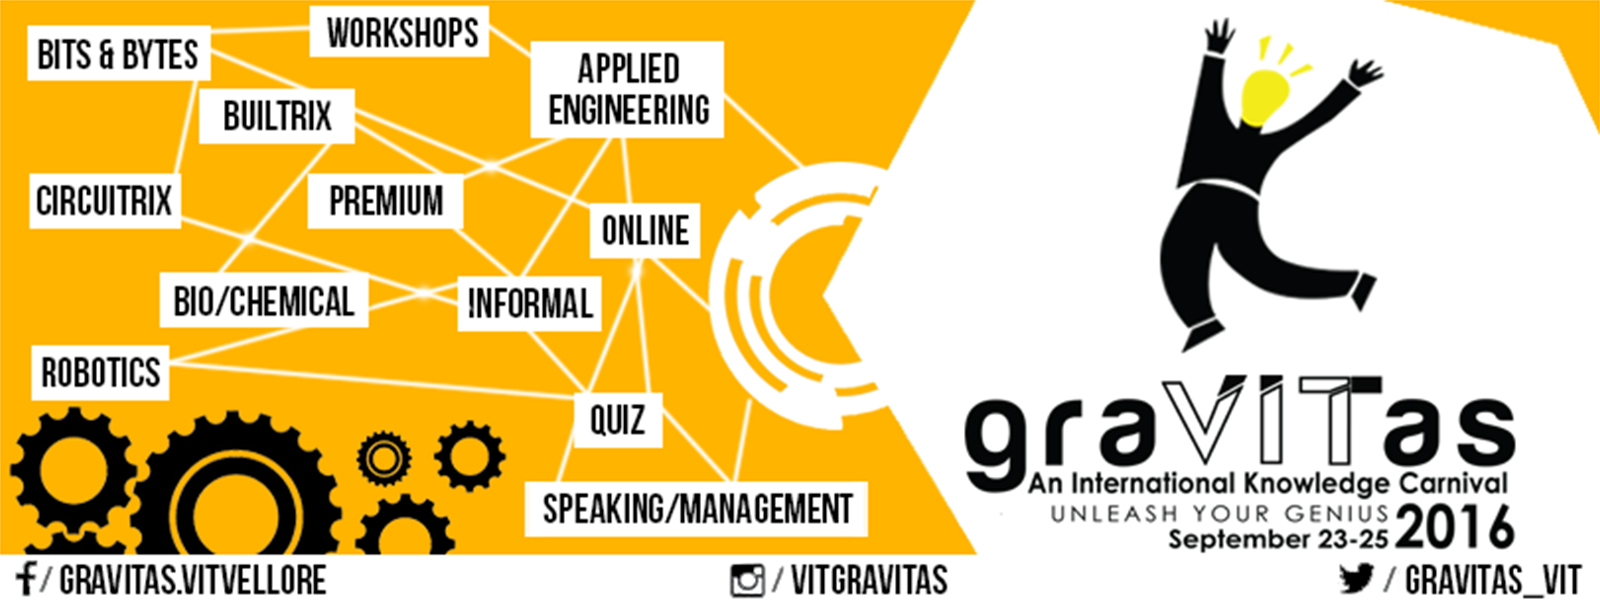 WORKSHOPS
BITS & BYTES
APPLIED
ENGINEERING
BUILTRIX
CIRCUITRIX
PREMIUM
ONLINE
BIO/CHEMICAL
INFORMAL
ROBOTICS
QUIZ
SPEAKING/MANAGEMENT
graVITas
An International Knowledge Carnival
UNLEASH YOUR GENIUS
September 23-25 2016
f/ GRAVITAS.VITVELLORE
/ VITGRAVITAS
/ GRAVITAS_VIT